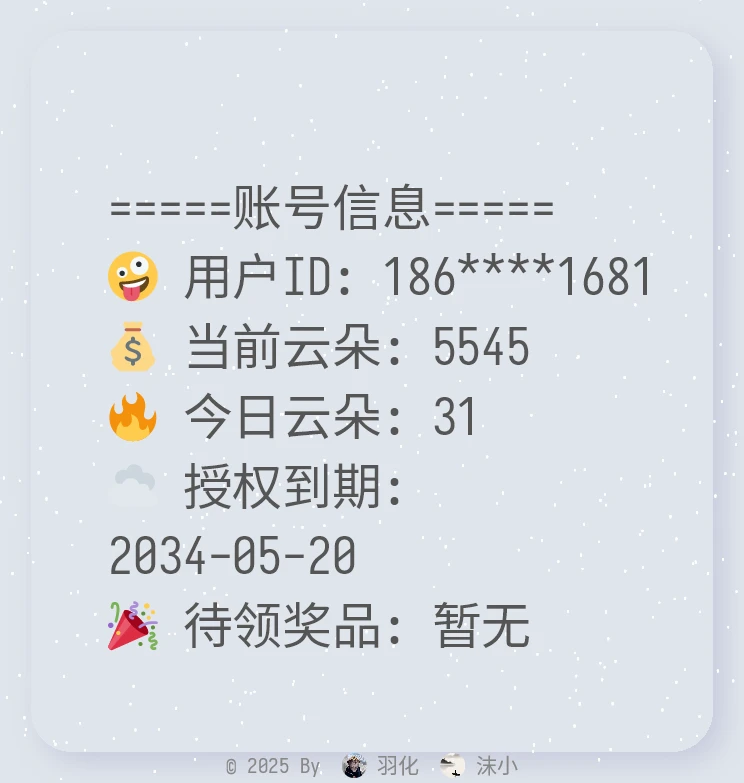 =====账号信息=====
🤪 用户ID: 186****1681
💰 当前云朵: 5545
🔥 今日云朵: 31
☁️ 授权到期:
2034-05-20
🎉 待领奖品: 暂无
© 2025 By 羽化 沫小